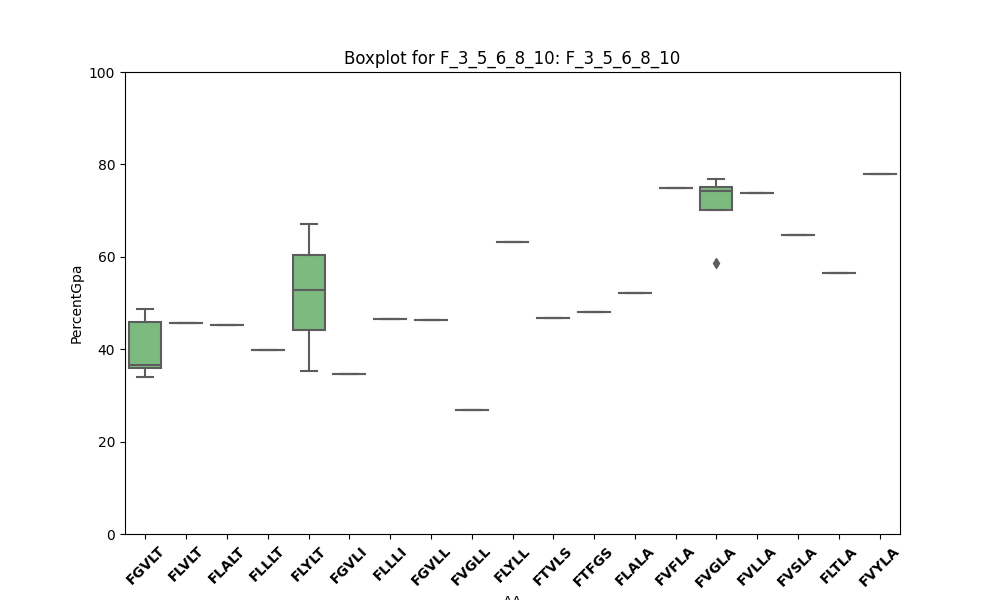 Boxplot for F_3_5_6_8_10: F_3_5_6_8_10
PercentGpa
100
80
60
40
20
0
FGVLT FLVLT FLALT FLLLT FLYLT FGVLI FLLLI FGVLL FVGLL FLYLL FTVLS FTFGS FLALA FVFLA FVGLA FVLLA FVSLA FLTLA FVYLA
AA